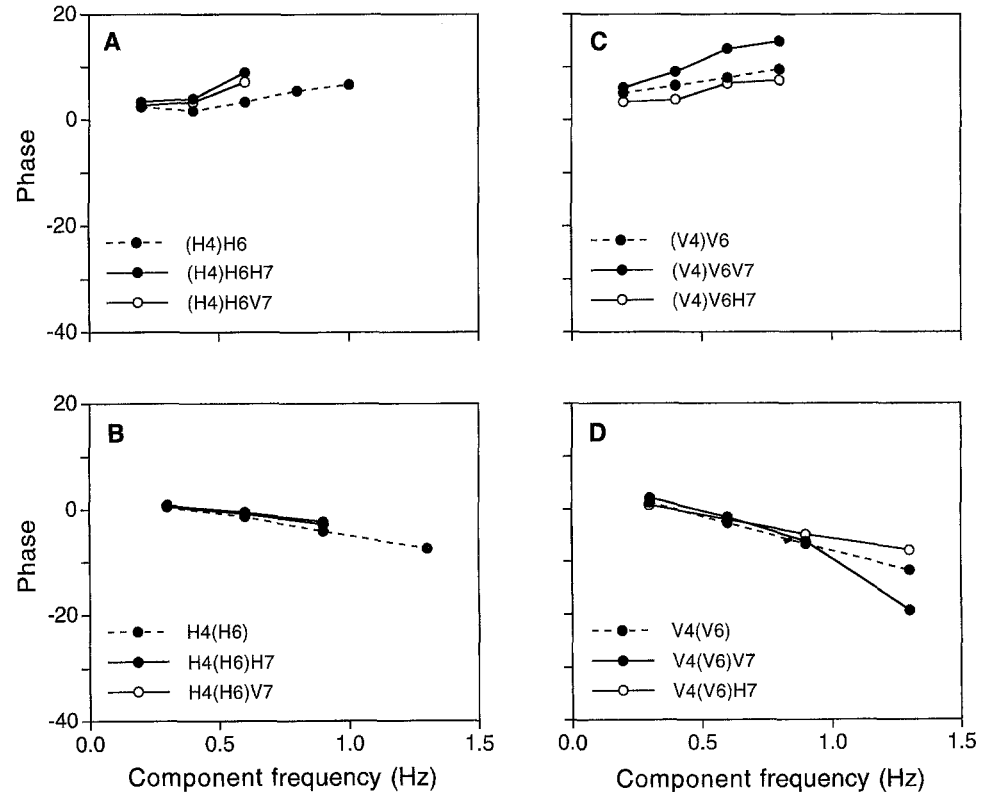 20
0
-20
-40
Phase
A
(H4)H6
(H4)H6H7
(H4)H6V7
C
(V4)V6
(V4)V6V7
(V4)V6H7
20
0
-20
-40
Phase
B
H4(H6)
H4(H6)H7
H4(H6)V7
0.0 0.5 1.0 1.5
Component frequency (Hz)
D
V4(V6)
V4(V6)V7
V4(V6)H7
0.0 0.5 1.0 1.5
Component frequency (Hz)